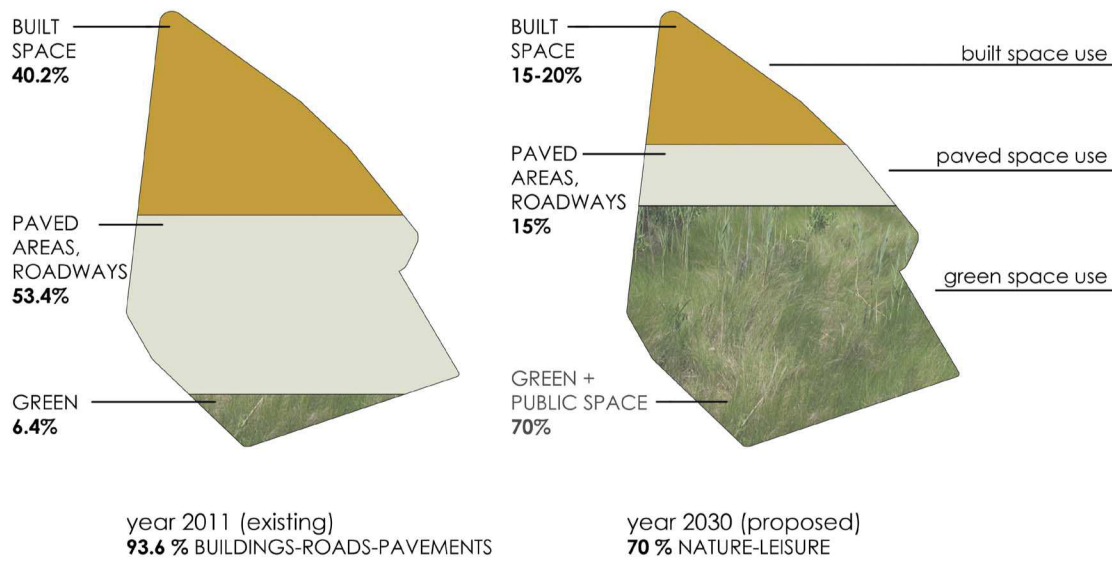 BUILT
SPACE
40.2%
PAVED
AREAS,
ROADWAYS
53.4%
GREEN
6.4%
year 2011 (existing)
93.6 % BUILDINGS-ROADS-PAVEMENTS
BUILT
SPACE
15-20%
PAVED
AREAS,
ROADWAYS
15%
GREEN +
PUBLIC SPACE
70%
built space use
paved space use
green space use
year 2030 (proposed)
70 % NATURE-LEISURE